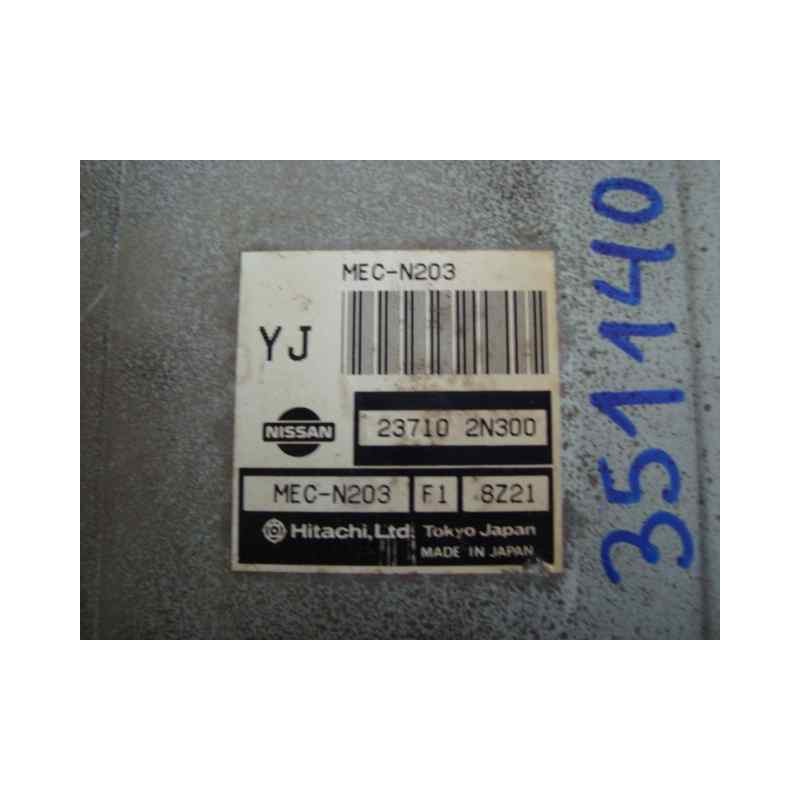 MEC-N203
YJ
NISSAN
23710 2N300
MEC-N203 F1 8Z21
Hitachi, Ltd. Tokyo Japan
MADE IN JAPAN
351140